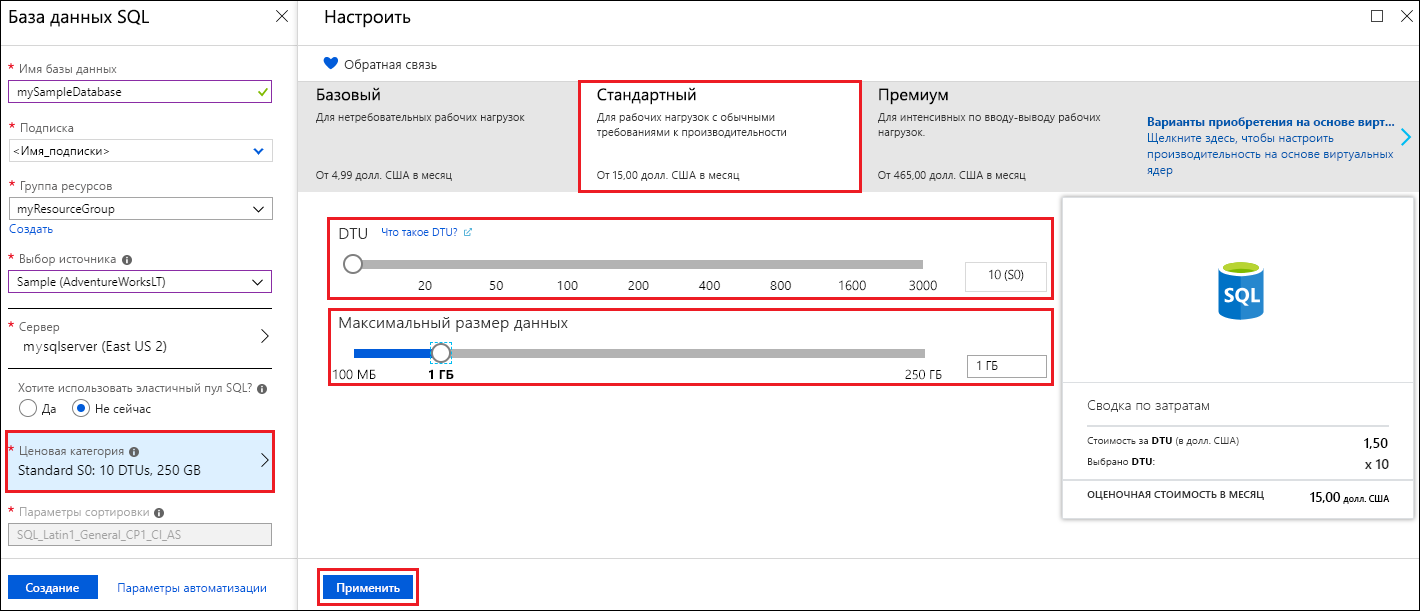 База данных SQL
* Имя базы данных
mySampleDatabase
* Подписка
<Имя_подписки>
* Группа ресурсов
myResourceGroup
Создать
* Выбор источника
Sample (AdventureWorksLT)
* Сервер
mysqlserver (East US 2)
Хотите использовать эластичный пул SQL?
Да Не сейчас
* Ценовая категория
Standard S0: 10 DTUs, 250 GB
* Параметры сортировки
SQL_Latin1_General_CP1_CI_AS
Создание Параметры автоматизации
Настроить
Обратная связь
Базовый
Для нетребовательных рабочих нагрузок
От 4,99 долл. США в месяц
Стандартный
Для рабочих нагрузок с обычными
требованиями к производительности
От 15,00 долл. США в месяц
Премиум
Для интенсивных по вводу-выводу рабочих
нагрузок.
От 465,00 долл. США в месяц
Варианты приобретения на основе вирт...
Щелкните здесь, чтобы настроить
производительность на основе виртуальных
ядер
DTU Что такое DTU?
20 50 100 200 400 800 1600 3000
10 (S0)
Максимальный размер данных
100 МБ 1 ГБ 250 ГБ
1 ГБ
SQL
Сводка по затратам
Стоимость за DTU (в долл. США) 1,50
Выбрано DTU: x 10
ОЦЕНОЧНАЯ СТОИМОСТЬ В МЕСЯЦ 15,00 долл. США
Применить